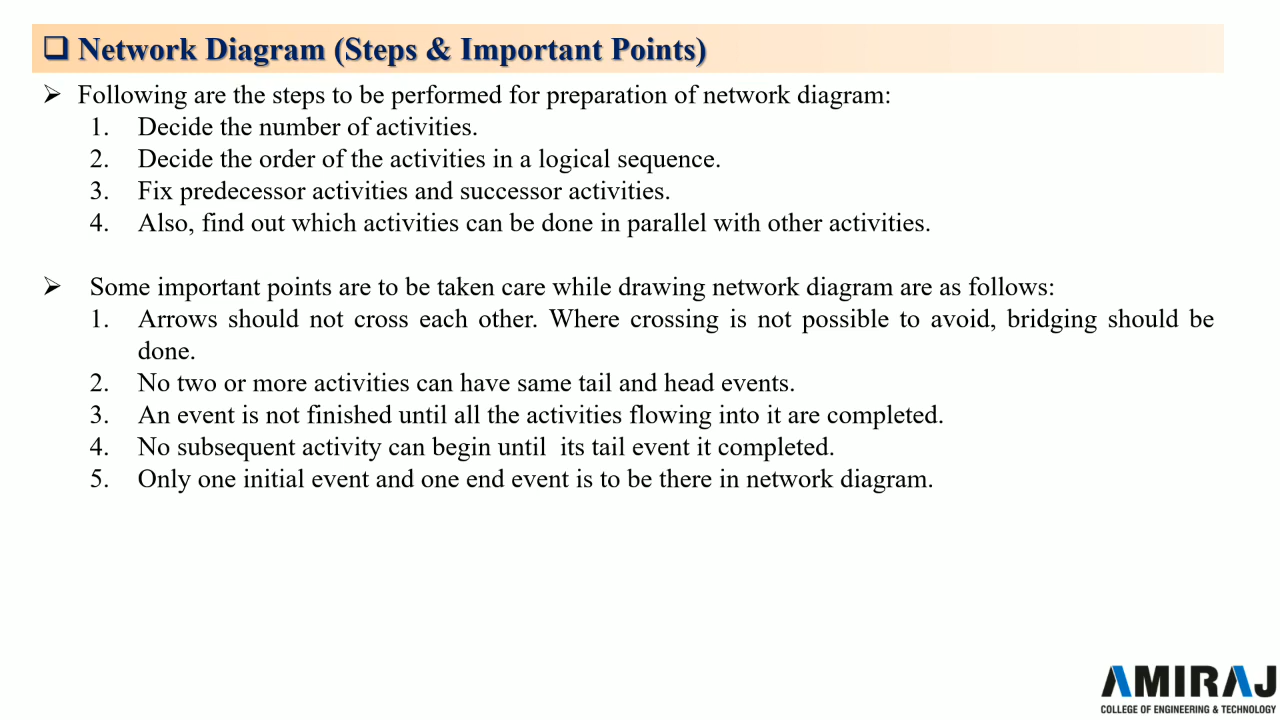 ❑ Network Diagram (Steps & Important Points)
➢ Following are the steps to be performed for preparation of network diagram:
1. Decide the number of activities.
2. Decide the order of the activities in a logical sequence.
3. Fix predecessor activities and successor activities.
4. Also, find out which activities can be done in parallel with other activities.
➢ Some important points are to be taken care while drawing network diagram are as follows:
1. Arrows should not cross each other. Where crossing is not possible to avoid, bridging should be
done.
2. No two or more activities can have same tail and head events.
3. An event is not finished until all the activities flowing into it are completed.
4. No subsequent activity can begin until  its tail event it completed.
5. Only one initial event and one end event is to be there in network diagram.
AMIRAJ
COLLEGE OF ENGINEERING & TECHNOLOGY